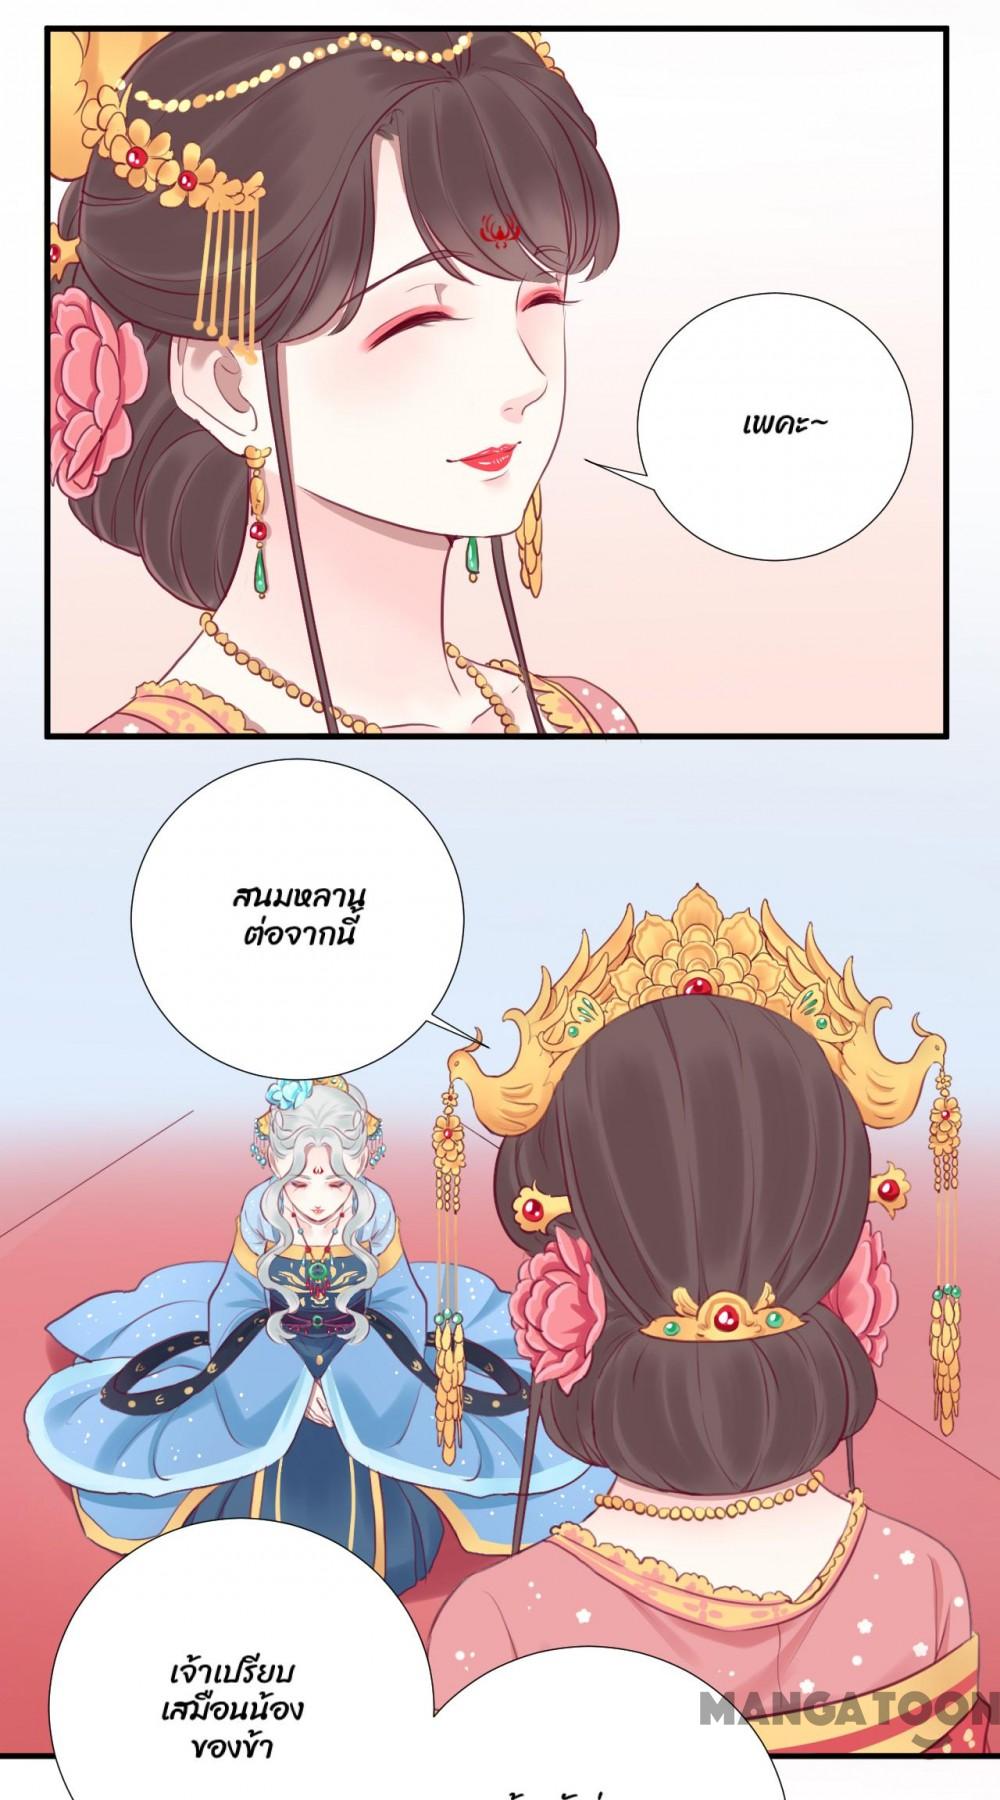 เพคะ~
สนมหลาน
ต่อจากนี้
เจ้าเปรียบ
เสมือนน้อง
ของข้า
MANGATOON